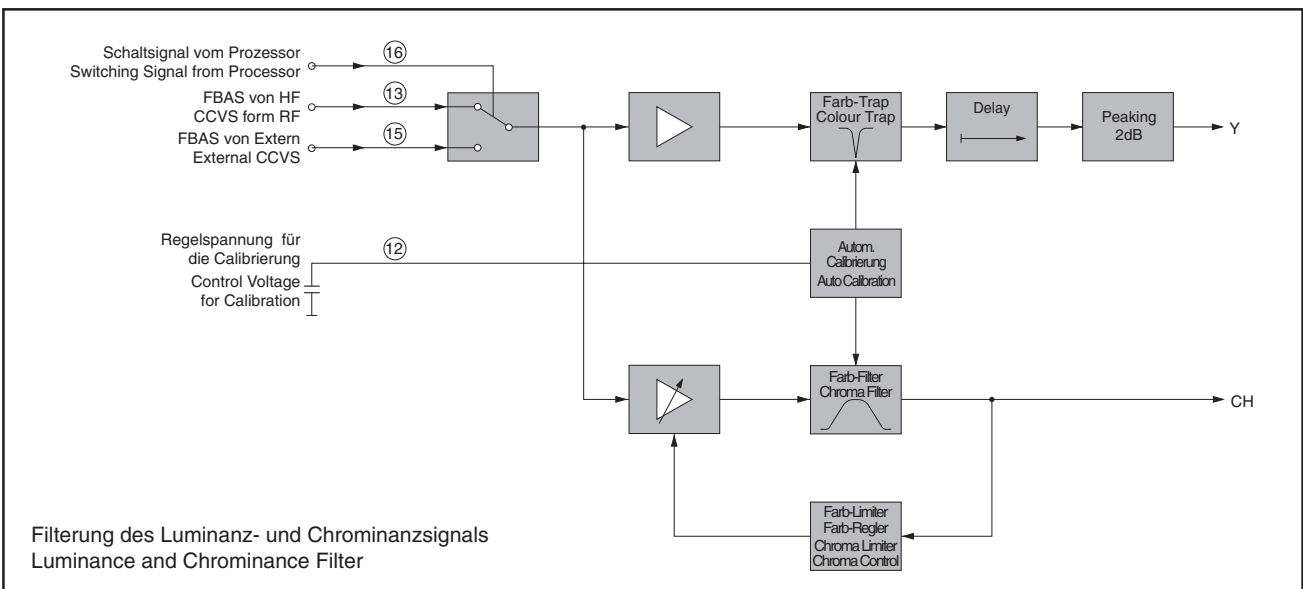 Schaltsignal vom Prozessor
Switching Signal from Processor
16
FBAS von HF
CCVS form RF
13
FBAS von Extern
External CCVS
15
Farb-Trap
Colour Trap
Delay
Peaking
2dB
Y
Regelspannung für
die Calibrierung
Control Voltage
for Calibration
12
Autom.
Calibrierung
Auto Calibration
Farb-Filter
Chroma Filter
CH
Farb-Limiter
Farb-Regler
Chroma Limiter
Chroma Control
Filterung des Luminanz- und Chrominanzsignals
Luminance and Chrominance Filter